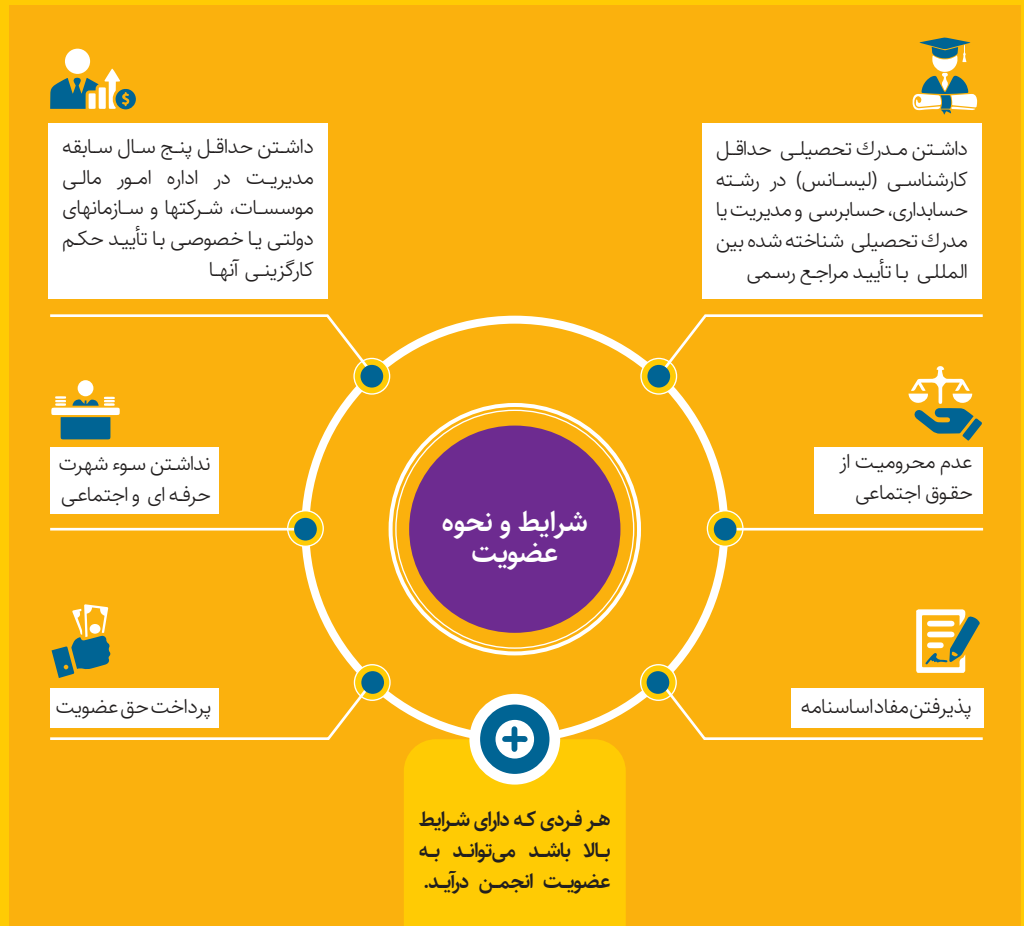 داشتن مدرك تحصیلی حداقل
کارشناسی (لیسانس) در رشته
حسابداری، حسابرسی و مدیریت یا
مدرك تحصیلی شناخته شده بین
المللی با تأیید مراجع رسمی
داشتن حداقل پنج سال سابقه
مدیریت در اداره امور مالی
موسسات، شرکتها و سازمانهای
دولتی یا خصوصی با تأیید حکم
کارگزینی آنها
عدم محرومیت از
حقوق اجتماعی
نداشتن سوء شهرت
حرفه ای و اجتماعی
شرایط و نحوه
عضویت
پذیرفتن مفاد اساسنامه
پرداخت حق عضویت
هر فردی که دارای شرایط
بالا باشد می‌تواند به
عضویت انجمن درآید.